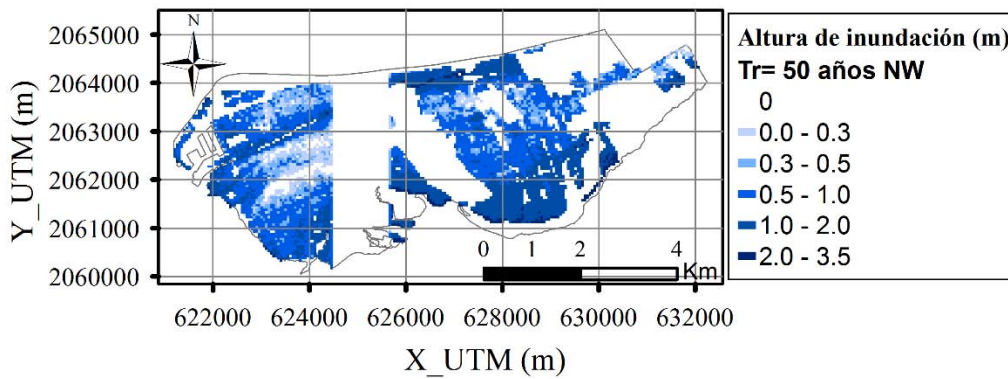 N
2065000
2064000
2063000
2062000
2061000
2060000
Y_UTM (m)
622000 624000 626000 628000 630000 632000
X_UTM (m)
0 1 2 4
Km
Altura de inundación (m)
Tr= 50 años NW
0
0.0 - 0.3
0.3 - 0.5
0.5 - 1.0
1.0 - 2.0
2.0 - 3.5